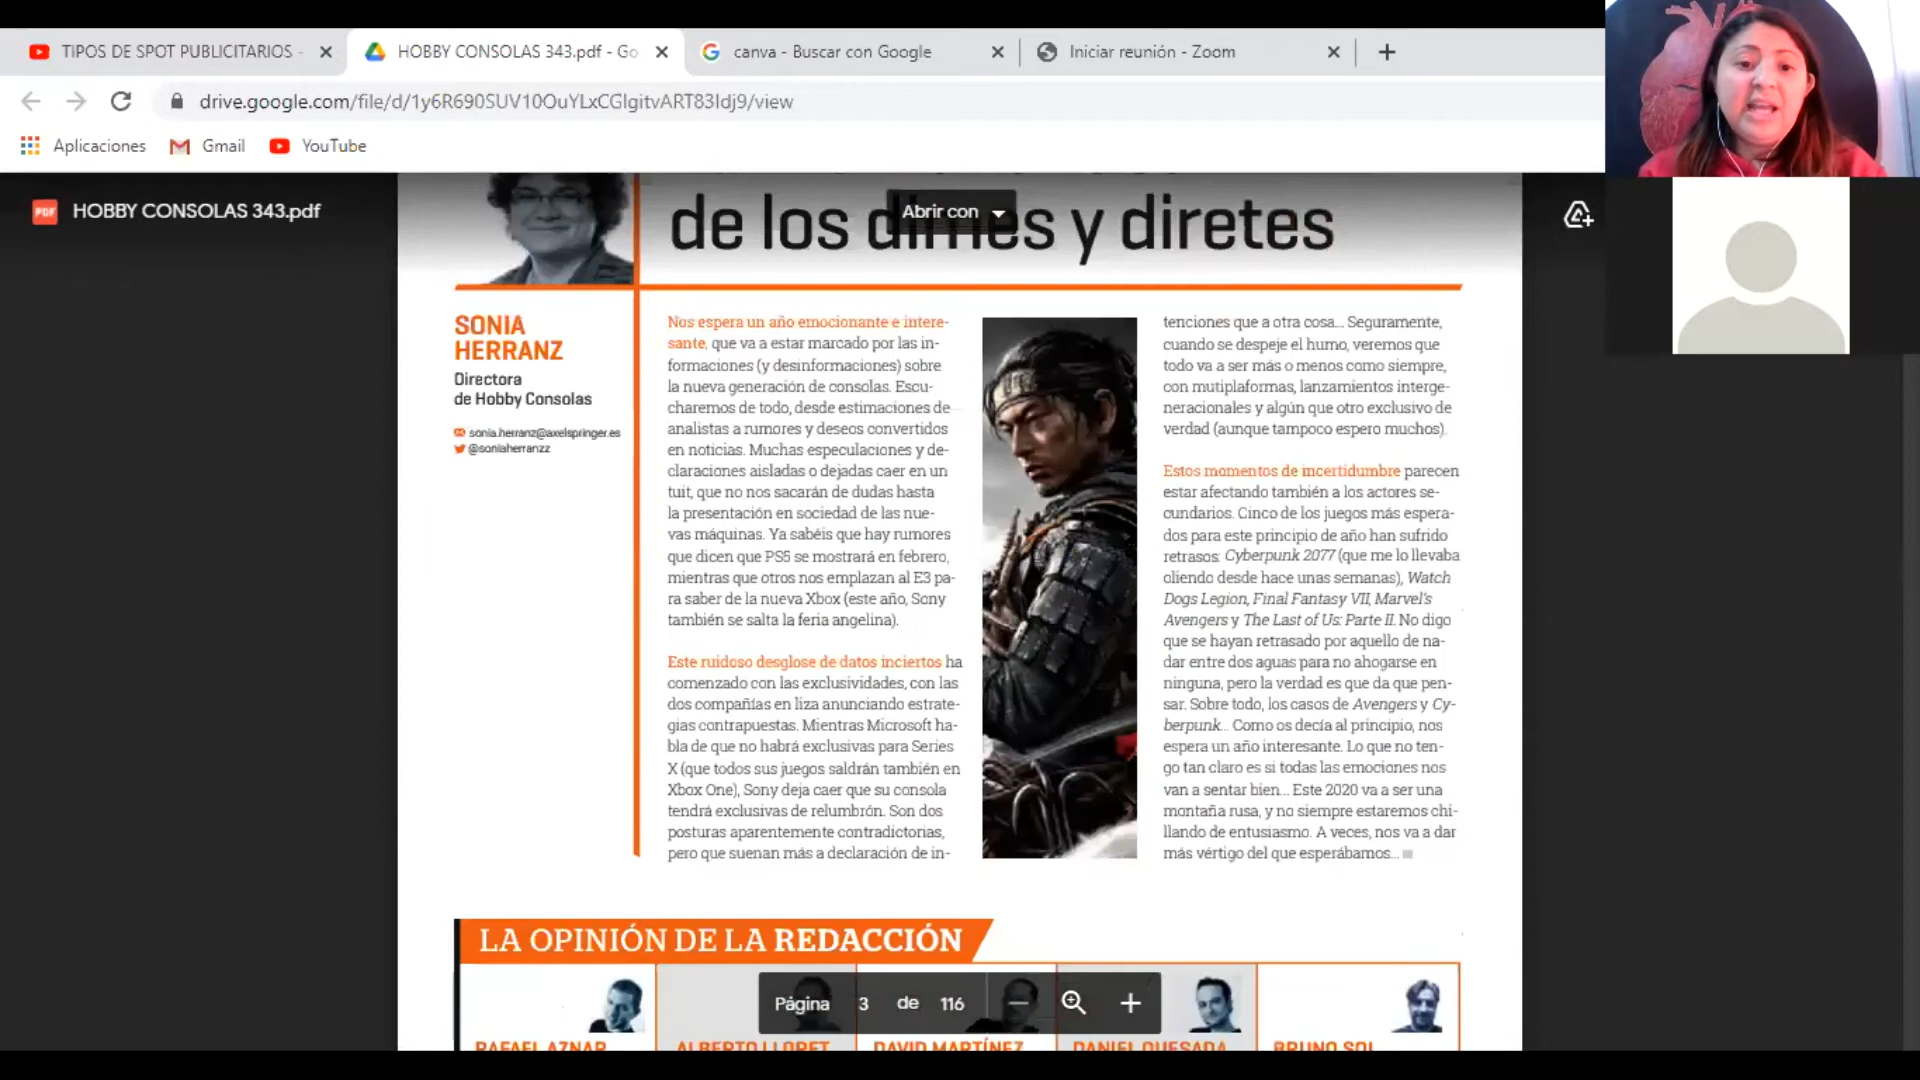 TIPOS DE SPOT PUBLICITARIOS -
HOBBY CONSOLAS 343.pdf - Go
canva - Buscar con Google
Iniciar reunión - Zoom
drive.google.com/file/d/1y6R690SUV10OuYLxCGlgitvART83Idj9/view
Aplicaciones
Gmail
YouTube
PDF
HOBBY CONSOLAS 343.pdf
Abrir con
de los dimes y diretes
SONIA
HERRANZ
Directora
de Hobby Consolas
sonia.herranz@axelspringer.es
@soniaherranzz
Nos espera un año emocionante e intere-
sante, que va a estar marcado por las in-
formaciones (y desinformaciones) sobre
la nueva generación de consolas. Escu-
charemos de todo, desde estimaciones de
analistas a rumores y deseos convertidos
en noticias. Muchas especulaciones y de-
claraciones aisladas o dejadas caer en un
tuit, que no nos sacarán de dudas hasta
la presentación en sociedad de las nue-
vas máquinas. Ya sabéis que hay rumores
que dicen que PS5 se mostrará en febrero,
mientras que otros nos emplazan al E3 pa-
ra saber de la nueva Xbox (este año, Sony
también se salta la feria angelina).
Este ruidoso desglose de datos inciertos ha
comenzado con las exclusividades, con las
dos compañías en liza anunciando estrate-
gias contrapuestas. Mientras Microsoft ha-
bla de que no habrá exclusivas para Series
X (que todos sus juegos saldrán también en
Xbox One), Sony deja caer que su consola
tendrá exclusivas de relumbrón. Son dos
posturas aparentemente contradictorias,
pero que suenan más a declaración de in-
tenciones que a otra cosa... Seguramente,
cuando se despeje el humo, veremos que
todo va a ser más o menos como siempre,
con mutiplaformas, lanzamientos interge-
neracionales y algún que otro exclusivo de
verdad (aunque tampoco espero muchos).
Estos momentos de incertidumbre parecen
estar afectando también a los actores se-
cundarios. Cinco de los juegos más espera-
dos para este principio de año han sufrido
retrasos: Cyberpunk 2077 (que me lo llevaba
oliendo desde hace unas semanas), Watch
Dogs Legion, Final Fantasy VII, Marvel's
Avengers y The Last of Us: Parte II. No digo
que se hayan retrasado por aquello de na-
dar entre dos aguas para no ahogarse en
ninguna, pero la verdad es que da que pen-
sar. Sobre todo, los casos de Avengers y Cy-
berpunk... Como os decía al principio, nos
espera un año interesante. Lo que no ten-
go tan claro es si todas las emociones nos
van a sentar bien... Este 2020 va a ser una
montaña rusa, y no siempre estaremos chi-
llando de entusiasmo. A veces, nos va a dar
más vértigo del que esperábamos...
LA OPINIÓN DE LA REDACCIÓN
Página 3 de 116
RAFAEL AZNAR
ALBERTO LLORET
DAVID MARTÍNEZ
DANIEL QUESADA
BRUNO SOL